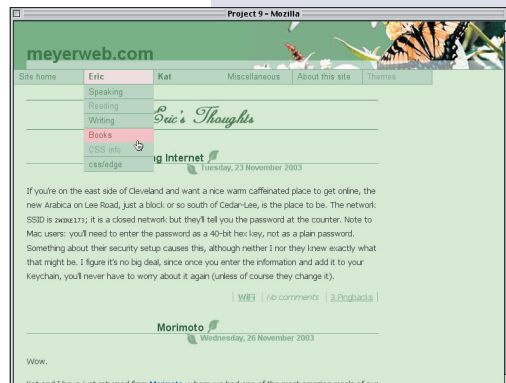 Project 9 - Mozilla
meyerweb.com
Site home Eric Kat Miscellaneous About this site Themes
Speaking
Reading
Writing
Books
CSS info
css/edge
Eric's Thoughts
ng Internet
Tuesday, 23 November 2003
If you're on the east side of Cleveland and want a nice warm caffeinated place to get online, the
new Arabica on Lee Road, just a block or so south of Cedar-Lee, is the place to be. The network
SSID is 2WIRE173; it is a closed network but they'll tell you the password at the counter. Note to
Mac users: you'll need to enter the password as a 40-bit hex key, not as a plain password.
Something about their security setup causes this, although neither I nor they knew exactly what
that might be. I figure it's no big deal, since once you enter the information and add it to your
Keychain, you'll never have to worry about it again (unless of course they change it).
| WiFi | No comments | 3 Pingbacks |
Morimoto
Wednesday, 26 November 2003
Wow.